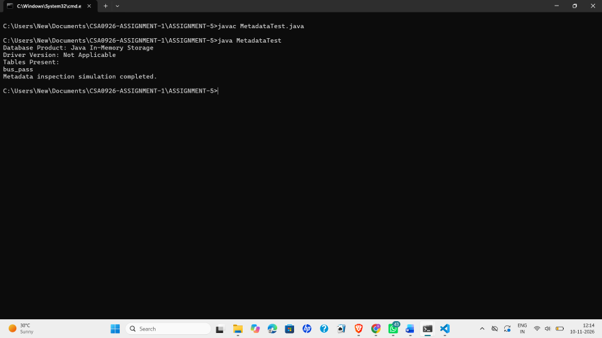 C:\Windows\System32\cmd.e
C:\Users\New\Documents\CSA0926-ASSIGNMENT-1\ASSIGNMENT-5>javac MetadataTest.java
C:\Users\New\Documents\CSA0926-ASSIGNMENT-1\ASSIGNMENT-5>java MetadataTest
Database Product: Java In-Memory Storage
Driver Version: Not Applicable
Tables Present:
bus_pass
Metadata inspection simulation completed.
C:\Users\New\Documents\CSA0926-ASSIGNMENT-1\ASSIGNMENT-5>
35°C
Sunny
Search
ENG
IN
12:14
10-11-2026